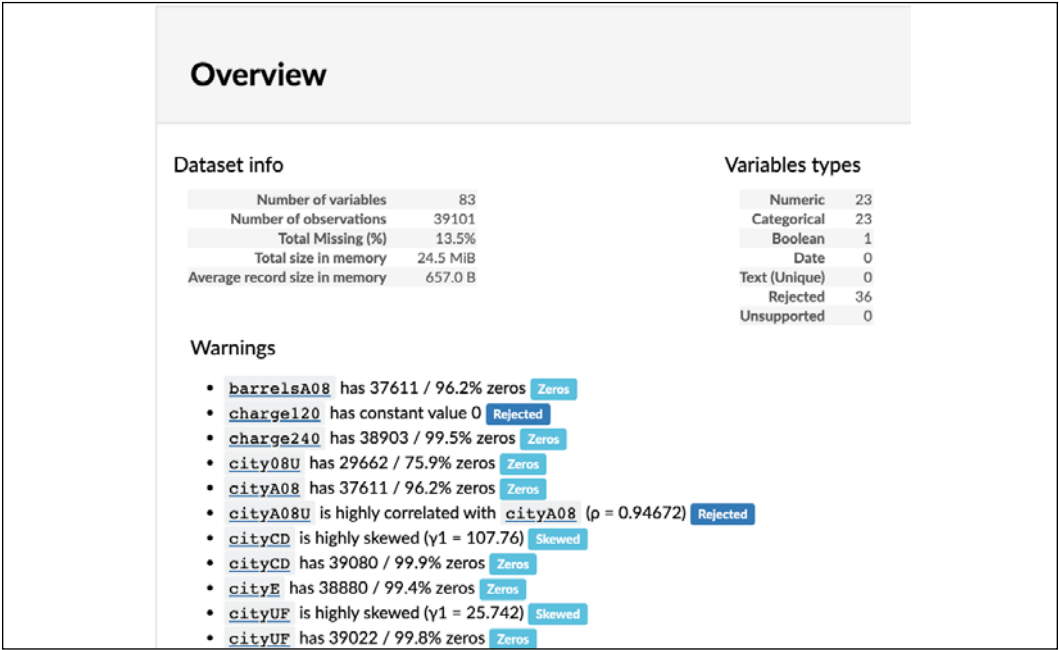 Overview
Dataset info
Number of variables 83
Number of observations 39101
Total Missing (%) 13.5%
Total size in memory 24.5 MiB
Average record size in memory 657.0 B
Variables types
Numeric 23
Categorical 23
Boolean 1
Date 0
Text (Unique) 0
Rejected 36
Unsupported 0
Warnings
• barrelsA08 has 37611 / 96.2% zeros Zeros
• charge120 has constant value 0 Rejected
• charge240 has 38903 / 99.5% zeros Zeros
• city08U has 29662 / 75.9% zeros Zeros
• cityA08 has 37611 / 96.2% zeros Zeros
• cityA08U is highly correlated with cityA08 (ρ = 0.94672) Rejected
• cityCD is highly skewed (γ1 = 107.76) Skewed
• cityCD has 39080 / 99.9% zeros Zeros
• cityE has 38880 / 99.4% zeros Zeros
• cityUF is highly skewed (γ1 = 25.742) Skewed
• cityUF has 39022 / 99.8% zeros Zeros